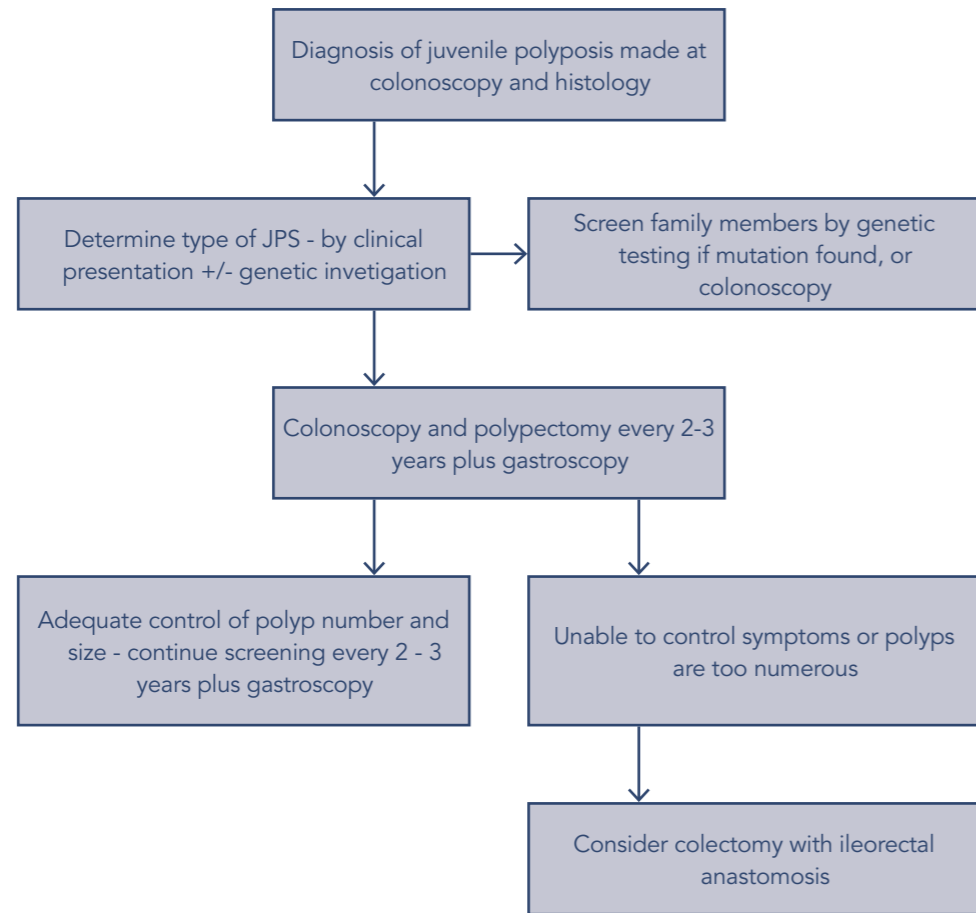 Diagnosis of juvenile polyposis made at
colonoscopy and histology
Determine type of JPS - by clinical
presentation +/- genetic invetigation
Screen family members by genetic
testing if mutation found, or
colonoscopy
Colonoscopy and polypectomy every 2-3
years plus gastroscopy
Adequate control of polyp number and
size - continue screening every 2 - 3
years plus gastroscopy
Unable to control symptoms or polyps
are too numerous
Consider colectomy with ileorectal
anastomosis